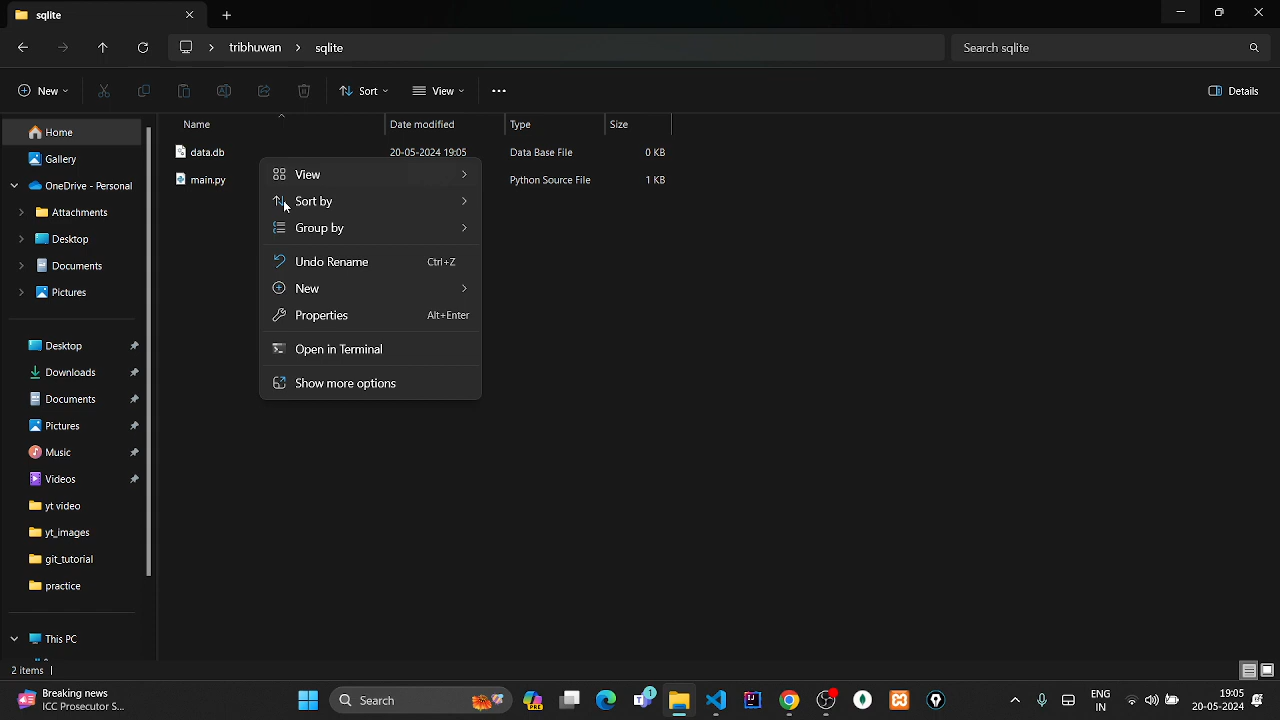 sqlite
tribhuwan > sqlite
Search sqlite
New
Sort
View
Details
Name
Date modified
Type
Size
data.db
20-05-2024 19:05
Data Base File
0 KB
main.py
Python Source File
1 KB
View
Sort by
Group by
Undo Rename Ctrl+Z
New
Properties Alt+Enter
Open in Terminal
Show more options
Home
Gallery
OneDrive - Personal
Attachments
Desktop
Documents
Pictures
Desktop
Downloads
Documents
Pictures
Music
Videos
yt video
yt_images
git_tutorial
practice
This PC
2 items
Breaking news
ICC Prosecutor S...
Search
PRE
1
ENG
IN
19:05
20-05-2024